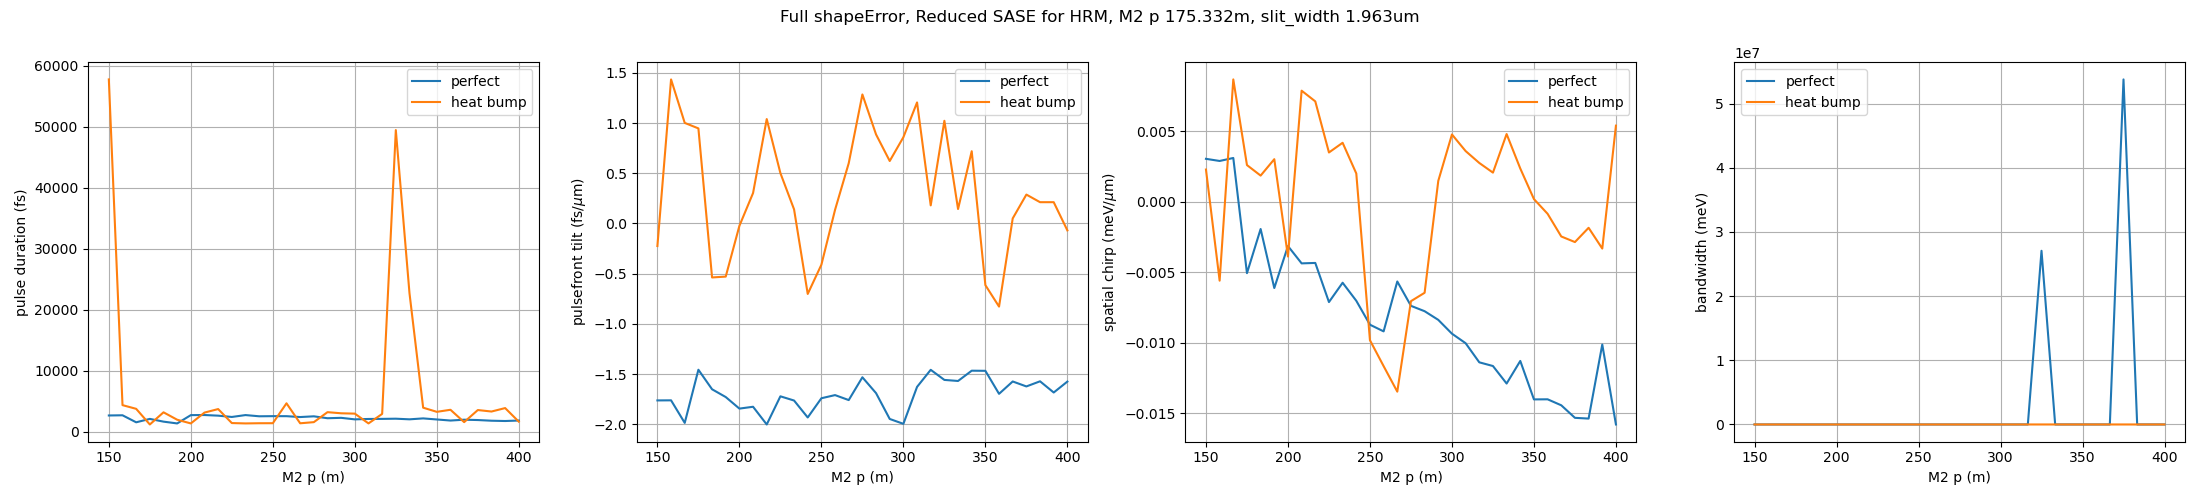 Full shapeError, Reduced SASE for HRM, M2 p 175.332m, slit_width 1.963um
pulse duration (fs)
60000
50000
40000
30000
20000
10000
0
150 200 250 300 350 400
M2 p (m)
perfect
heat bump
pulsefront tilt (fs/μm)
1.5
1.0
0.5
0.0
−0.5
−1.0
−1.5
−2.0
150 200 250 300 350 400
M2 p (m)
perfect
heat bump
spatial chirp (meV/μm)
0.005
0.000
−0.005
−0.010
−0.015
150 200 250 300 350 400
M2 p (m)
perfect
heat bump
bandwidth (meV)
1e7
5
4
3
2
1
0
150 200 250 300 350 400
M2 p (m)
perfect
heat bump